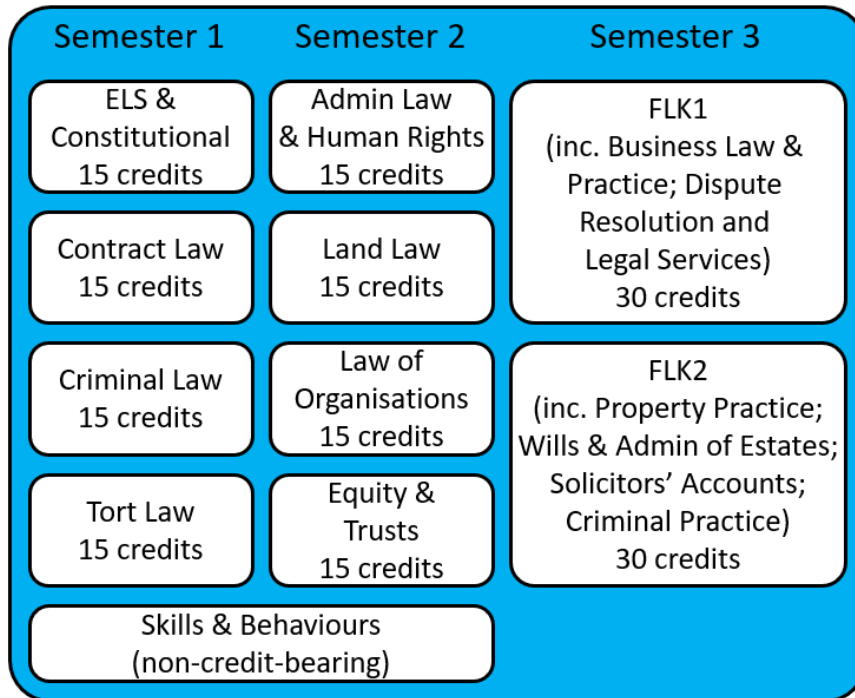 Semester 1
Semester 2
Semester 3
ELS &
Constitutional
15 credits
Admin Law
& Human Rights
15 credits
FLK1
(inc. Business Law &
Practice; Dispute
Resolution and
Legal Services)
30 credits
Contract Law
15 credits
Land Law
15 credits
Criminal Law
15 credits
Law of
Organisations
15 credits
FLK2
(inc. Property Practice;
Wills & Admin of Estates;
Solicitors’ Accounts;
Criminal Practice)
30 credits
Tort Law
15 credits
Equity &
Trusts
15 credits
Skills & Behaviours
(non-credit-bearing)